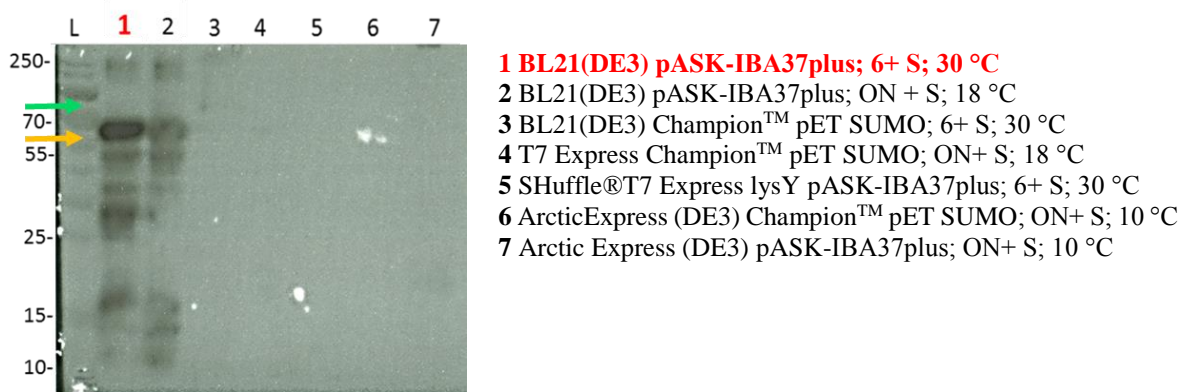 L 1 2 3 4 5 6 7
250-
70-
55-
25-
15-
10-
1 BL21(DE3) pASK-IBA37plus; 6+ S; 30 °C
2 BL21(DE3) pASK-IBA37plus; ON + S; 18 °C
3 BL21(DE3) Champion™ pET SUMO; 6+ S; 30 °C
4 T7 Express Champion™ pET SUMO; ON+ S; 18 °C
5 SHuffle®T7 Express lysY pASK-IBA37plus; 6+ S; 30 °C
6 ArcticExpress (DE3) Champion™ pET SUMO; ON+ S; 10 °C
7 Arctic Express (DE3) pASK-IBA37plus; ON+ S; 10 °C